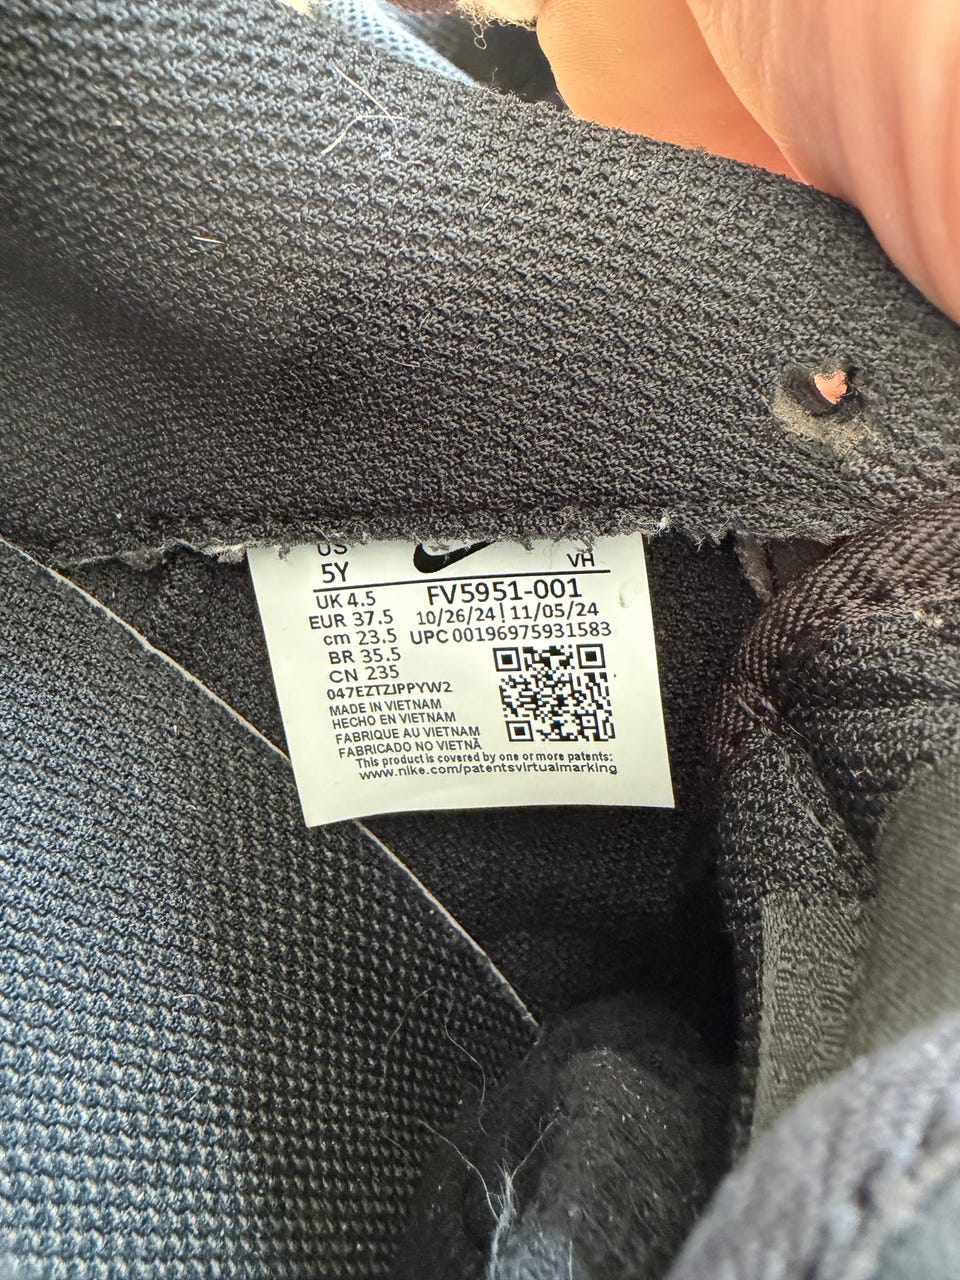 US
5Y
VH
UK 4.5
FV5951-001
EUR 37.5
10/26/24 | 11/05/24
cm 23.5
UPC 00196975931583
BR 35.5
CN 235
047EZTZJPPYW2
MADE IN VIETNAM
HECHO EN VIETNAM
FABRIQUE AU VIETNAM
FABRICADO NO VIETNÃ
This product is covered by one or more patents:
www.nike.com/patentsvirtualmarking